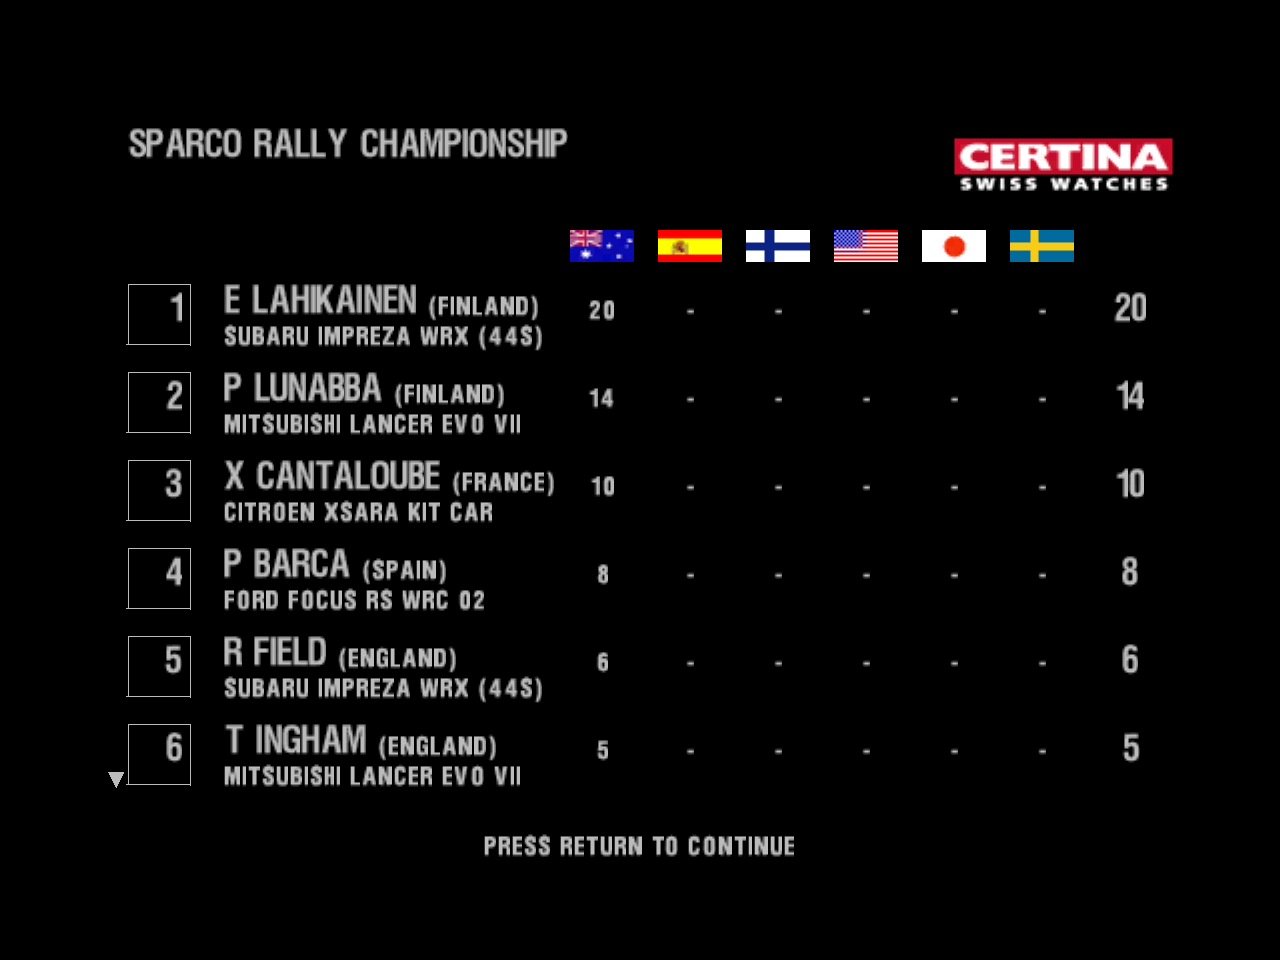 SPARCO RALLY CHAMPIONSHIP
CERTINA
SWISS WATCHES
1 E LAHIKAINEN (FINLAND) 20 - - - - - 20
SUBARU IMPREZA WRX (44S)
2 P LUNABBA (FINLAND) 14 - - - - - 14
MITSUBISHI LANCER EVO VII
3 X CANTALOUBE (FRANCE) 10 - - - - - 10
CITROEN XSARA KIT CAR
4 P BARCA (SPAIN) 8 - - - - - 8
FORD FOCUS RS WRC 02
5 R FIELD (ENGLAND) 6 - - - - - 6
SUBARU IMPREZA WRX (44S)
6 T INGHAM (ENGLAND) 5 - - - - - 5
MITSUBISHI LANCER EVO VII
PRESS RETURN TO CONTINUE